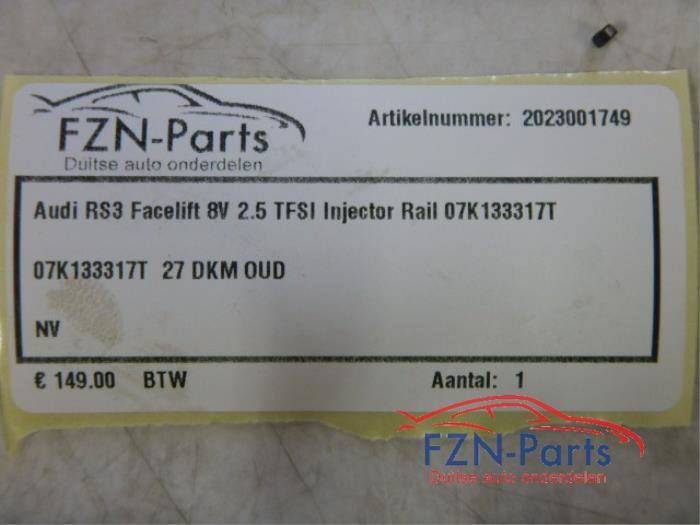 FZN-Parts
Duitse auto onderdelen
Artikelnummer: 2023001749
Audi RS3 Facelift 8V 2.5 TFSI Injector Rail 07K133317T
07K133317T 27 DKM OUD
NV
€ 149.00 BTW
Aantal: 1
FZN-Parts
Duitse auto onderdelen